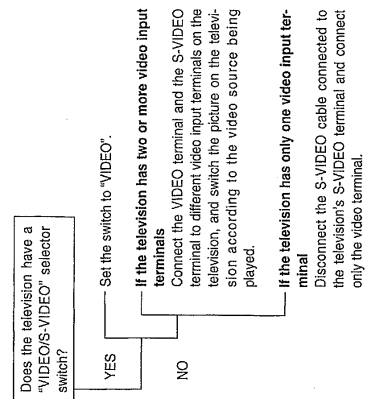 Does the television have a
"VIDEO/S-VIDEO" selector
switch?
YES
Set the switch to "VIDEO".
NO
If the television has two or more video input
terminals
Connect the VIDEO terminal and the S-VIDEO
terminal to different video input terminals on the
television, and switch the picture on the televi-
sion according to the video source being
played.
If the television has only one video input ter-
minal
Disconnect the S-VIDEO cable connected to
the television's S-VIDEO terminal and connect
only the video terminal.